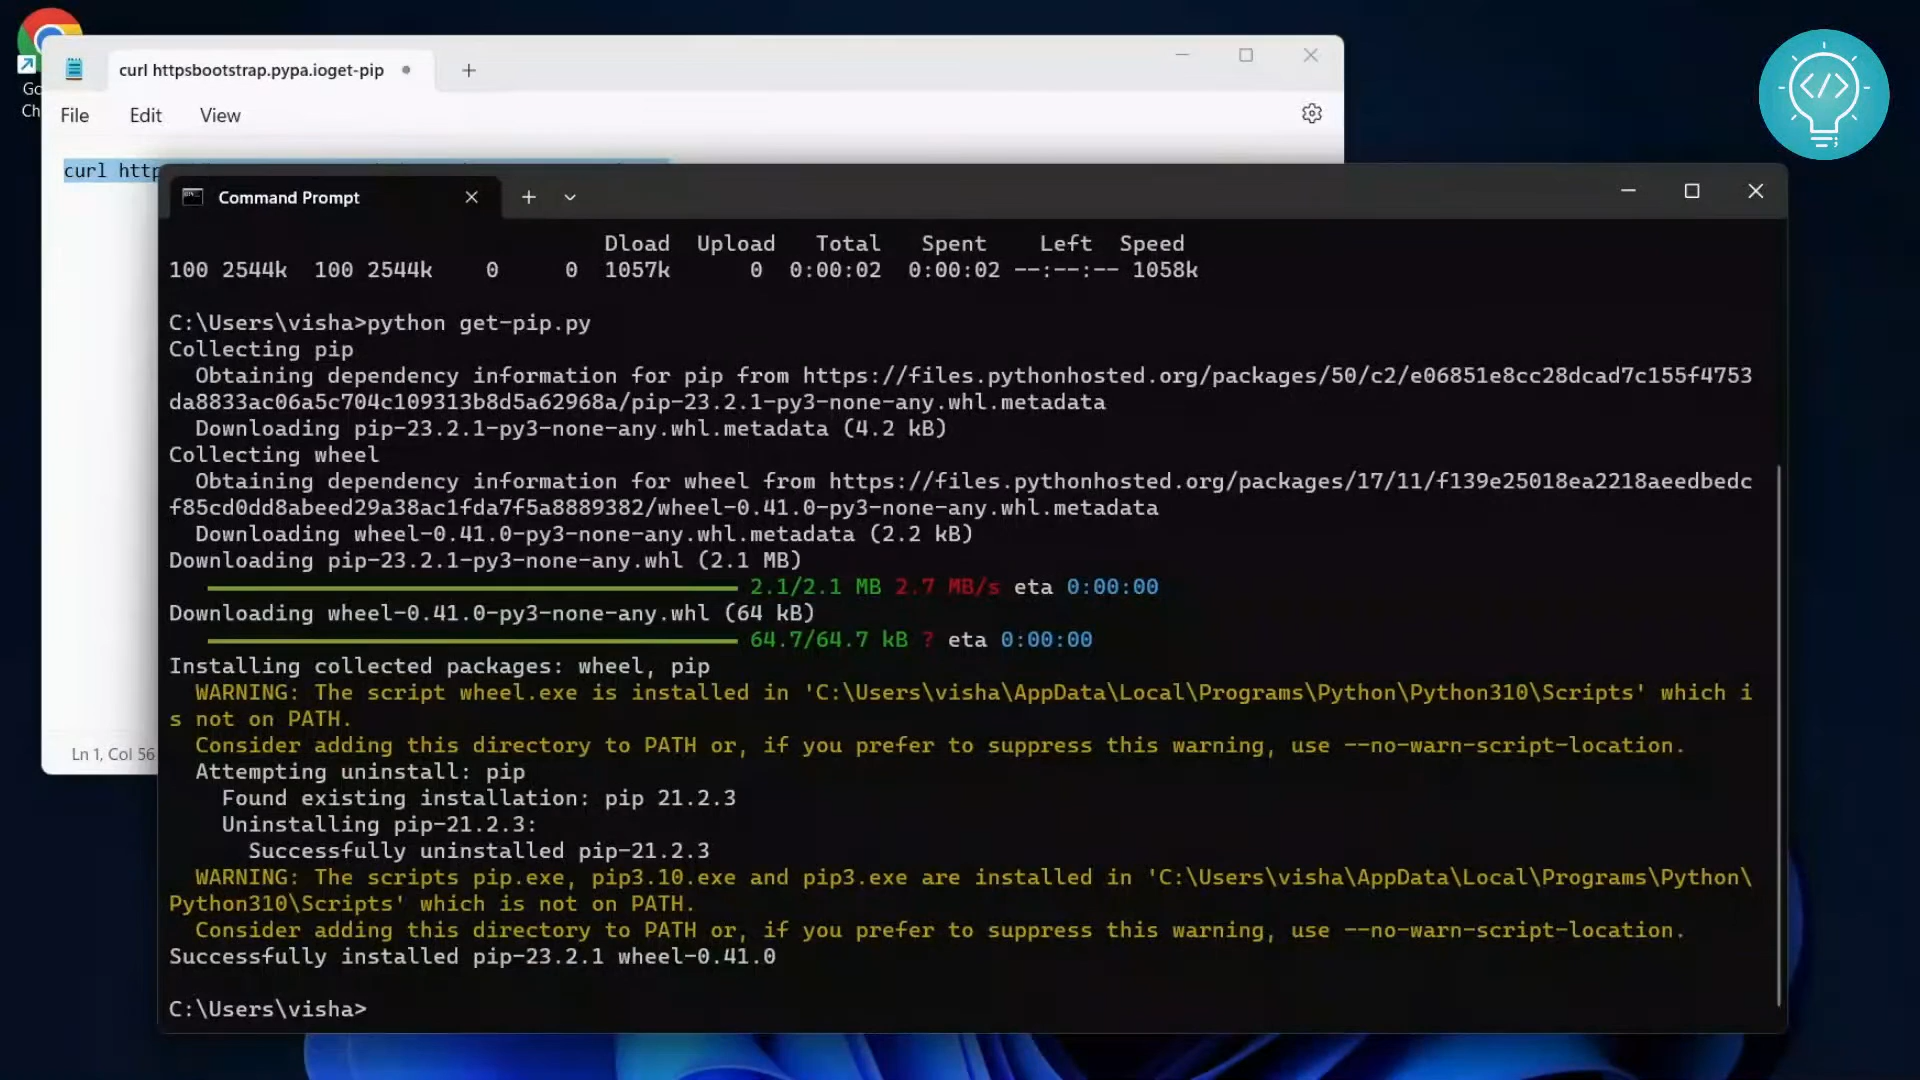 curl httpsbootstrap.pypa.ioget-pip
File Edit View
Go
Ch
curl http
Command Prompt
Dload Upload Total Spent Left Speed
100 2544k 100 2544k 0 0 1057k 0 0:00:02 0:00:02 --:--:-- 1058k
C:\Users\visha>python get-pip.py
Collecting pip
Obtaining dependency information for pip from https://files.pythonhosted.org/packages/50/c2/e06851e8cc28dcad7c155f4753
da8833ac06a5c704c109313b8d5a62968a/pip-23.2.1-py3-none-any.whl.metadata
Downloading pip-23.2.1-py3-none-any.whl.metadata (4.2 kB)
Collecting wheel
Obtaining dependency information for wheel from https://files.pythonhosted.org/packages/17/11/f139e25018ea2218aeedbedc
f85cd0dd8abeed29a38ac1fda7f5a8889382/wheel-0.41.0-py3-none-any.whl.metadata
Downloading wheel-0.41.0-py3-none-any.whl.metadata (2.2 kB)
Downloading pip-23.2.1-py3-none-any.whl (2.1 MB)
2.1/2.1 MB 2.7 MB/s eta 0:00:00
Downloading wheel-0.41.0-py3-none-any.whl (64 kB)
64.7/64.7 kB ? eta 0:00:00
Installing collected packages: wheel, pip
WARNING: The script wheel.exe is installed in 'C:\Users\visha\AppData\Local\Programs\Python\Python310\Scripts' which i
s not on PATH.
Consider adding this directory to PATH or, if you prefer to suppress this warning, use --no-warn-script-location.
Attempting uninstall: pip
Found existing installation: pip 21.2.3
Uninstalling pip-21.2.3:
Successfully uninstalled pip-21.2.3
WARNING: The scripts pip.exe, pip3.10.exe and pip3.exe are installed in 'C:\Users\visha\AppData\Local\Programs\Python\
Python310\Scripts' which is not on PATH.
Consider adding this directory to PATH or, if you prefer to suppress this warning, use --no-warn-script-location.
Successfully installed pip-23.2.1 wheel-0.41.0
C:\Users\visha>
Ln 1, Col 56